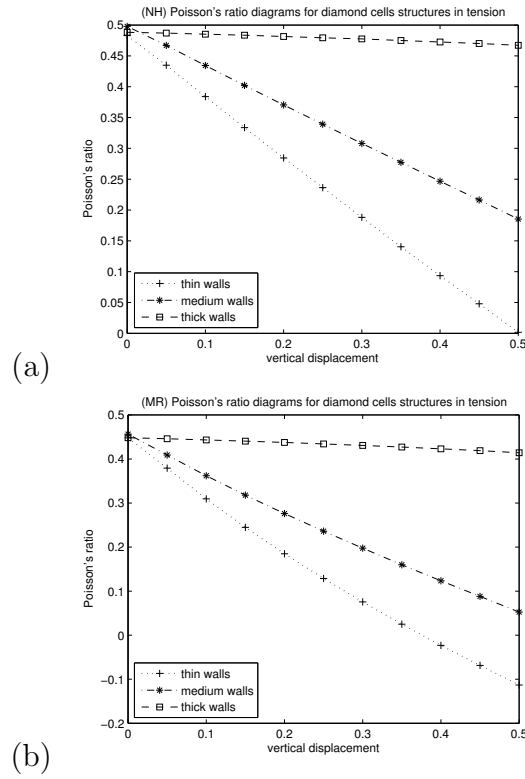 (NH) Poisson's ratio diagrams for diamond cells structures in tension
0.5
0.45
0.4
0.35
0.3
0.25
0.2
0.15
0.1
0.05
0
Poisson's ratio
thin walls
medium walls
thick walls
0 0.1 0.2 0.3 0.4 0.5
vertical displacement
(a)
(MR) Poisson's ratio diagrams for diamond cells structures in tension
0.5
0.4
0.3
0.2
0.1
0
−0.1
−0.2
Poisson's ratio
thin walls
medium walls
thick walls
0 0.1 0.2 0.3 0.4 0.5
vertical displacement
(b)